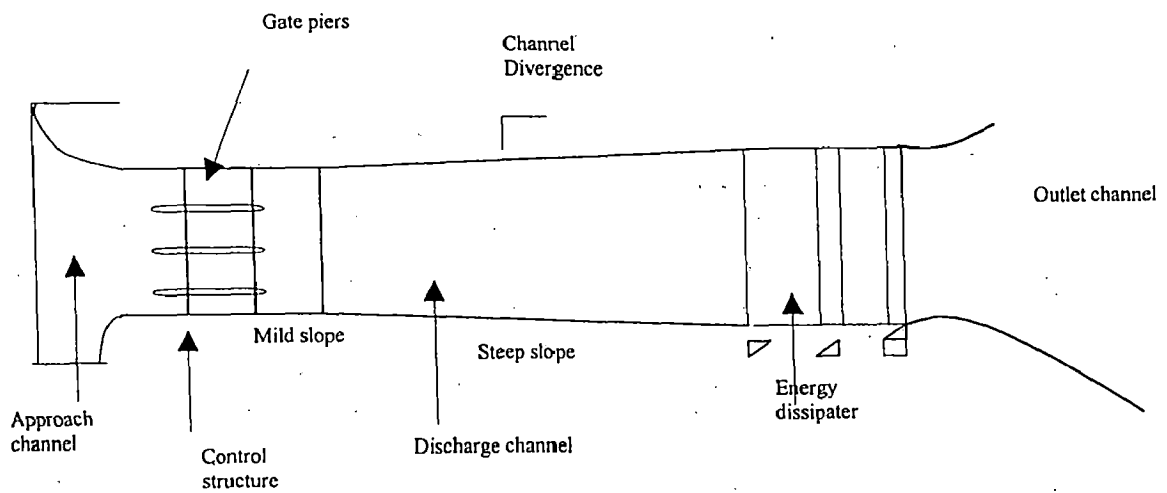 Gate piers
Channel
Divergence
Outlet channel
Mild slope
Steep slope
Energy
dissipater
Approach
channel
Control
structure
Discharge channel